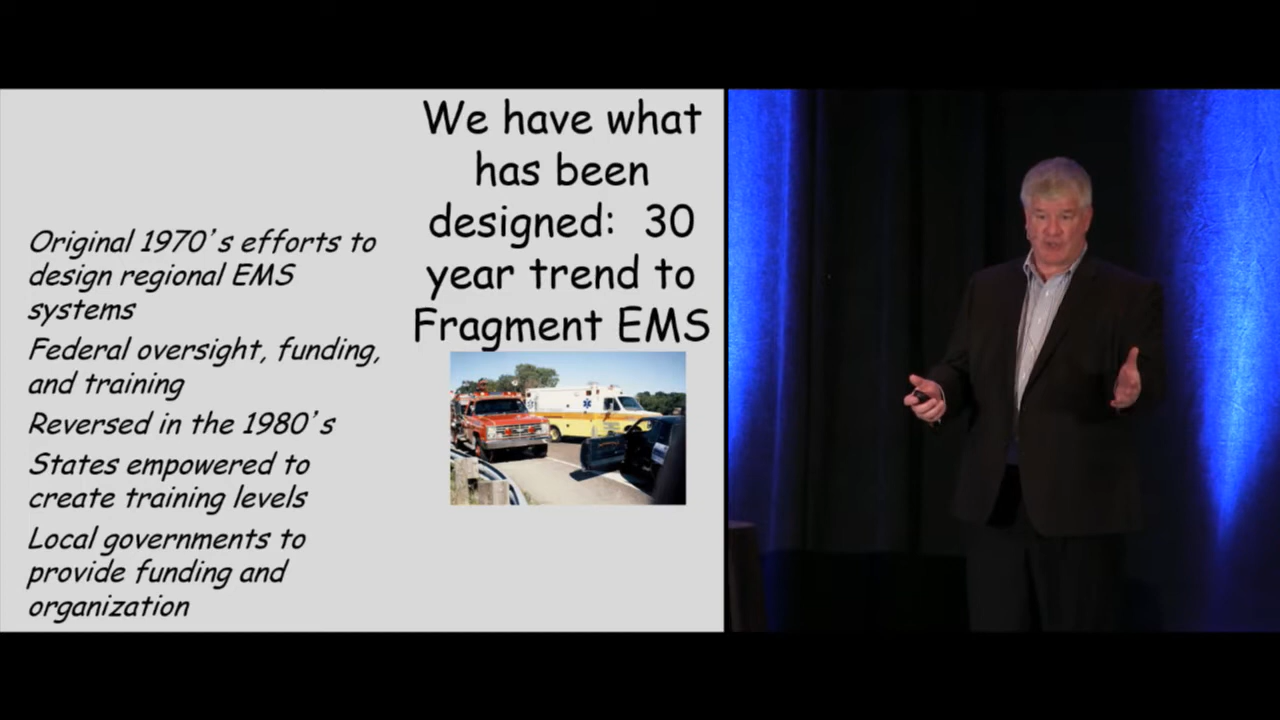 We have what
has been
designed: 30
year trend to
Fragment EMS
Original 1970's efforts to
design regional EMS
systems
Federal oversight, funding,
and training
Reversed in the 1980's
States empowered to
create training levels
Local governments to
provide funding and
organization